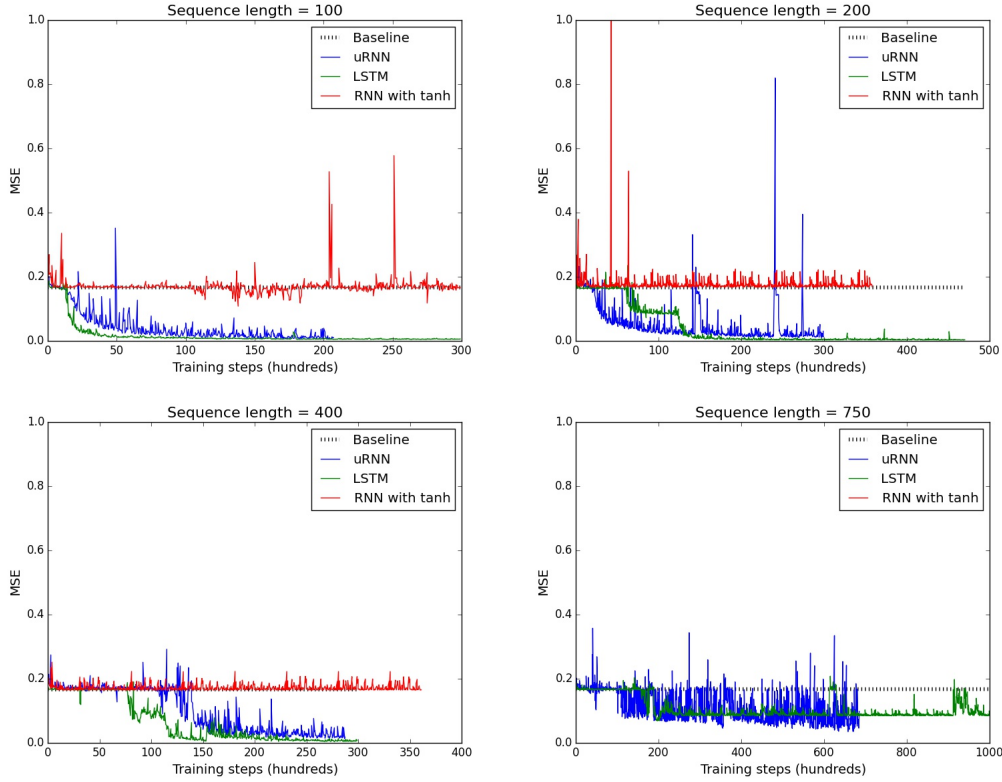 Sequence length = 100
1.0
0.8
0.6
0.4
0.2
0.0
MSE
Baseline
uRNN
LSTM
RNN with tanh
0 50 100 150 200 250 300
Training steps (hundreds)
Sequence length = 200
1.0
0.8
0.6
0.4
0.2
0.0
MSE
Baseline
uRNN
LSTM
RNN with tanh
0 100 200 300 400 500
Training steps (hundreds)
Sequence length = 400
1.0
0.8
0.6
0.4
0.2
0.0
MSE
Baseline
uRNN
LSTM
RNN with tanh
0 50 100 150 200 250 300 350 400
Training steps (hundreds)
Sequence length = 750
1.0
0.8
0.6
0.4
0.2
0.0
MSE
Baseline
uRNN
LSTM
RNN with tanh
0 200 400 600 800 1000
Training steps (hundreds)